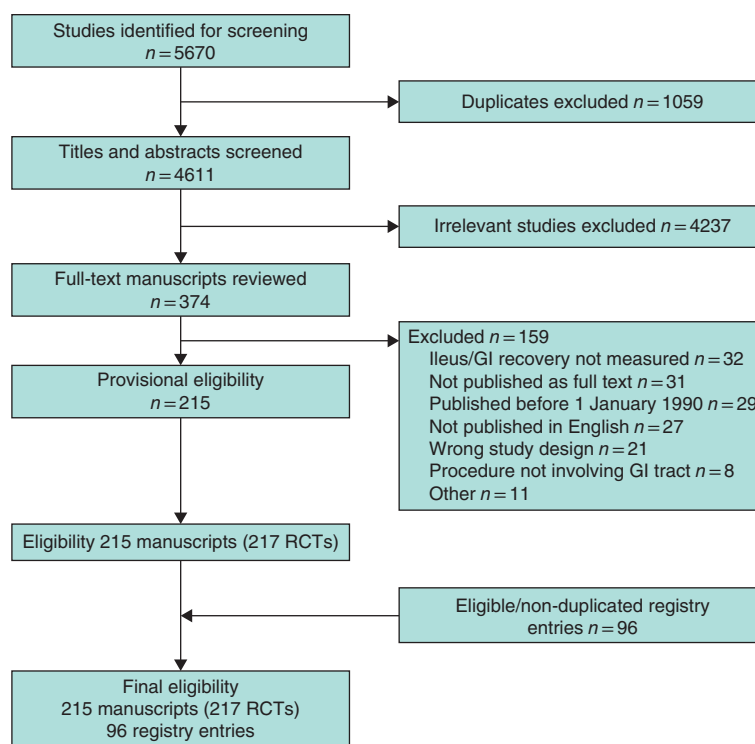 Studies identified for screening
n = 5670
Duplicates excluded n = 1059
Titles and abstracts screened
n = 4611
Irrelevant studies excluded n = 4237
Full-text manuscripts reviewed
n = 374
Excluded n = 159
Ileus/GI recovery not measured n = 32
Not published as full text n = 31
Published before 1 January 1990 n = 29
Not published in English n = 27
Wrong study design n = 21
Procedure not involving GI tract n = 8
Other n = 11
Provisional eligibility
n = 215
Eligibility 215 manuscripts (217 RCTs)
Eligible/non-duplicated registry
entries n = 96
Final eligibility
215 manuscripts (217 RCTs)
96 registry entries